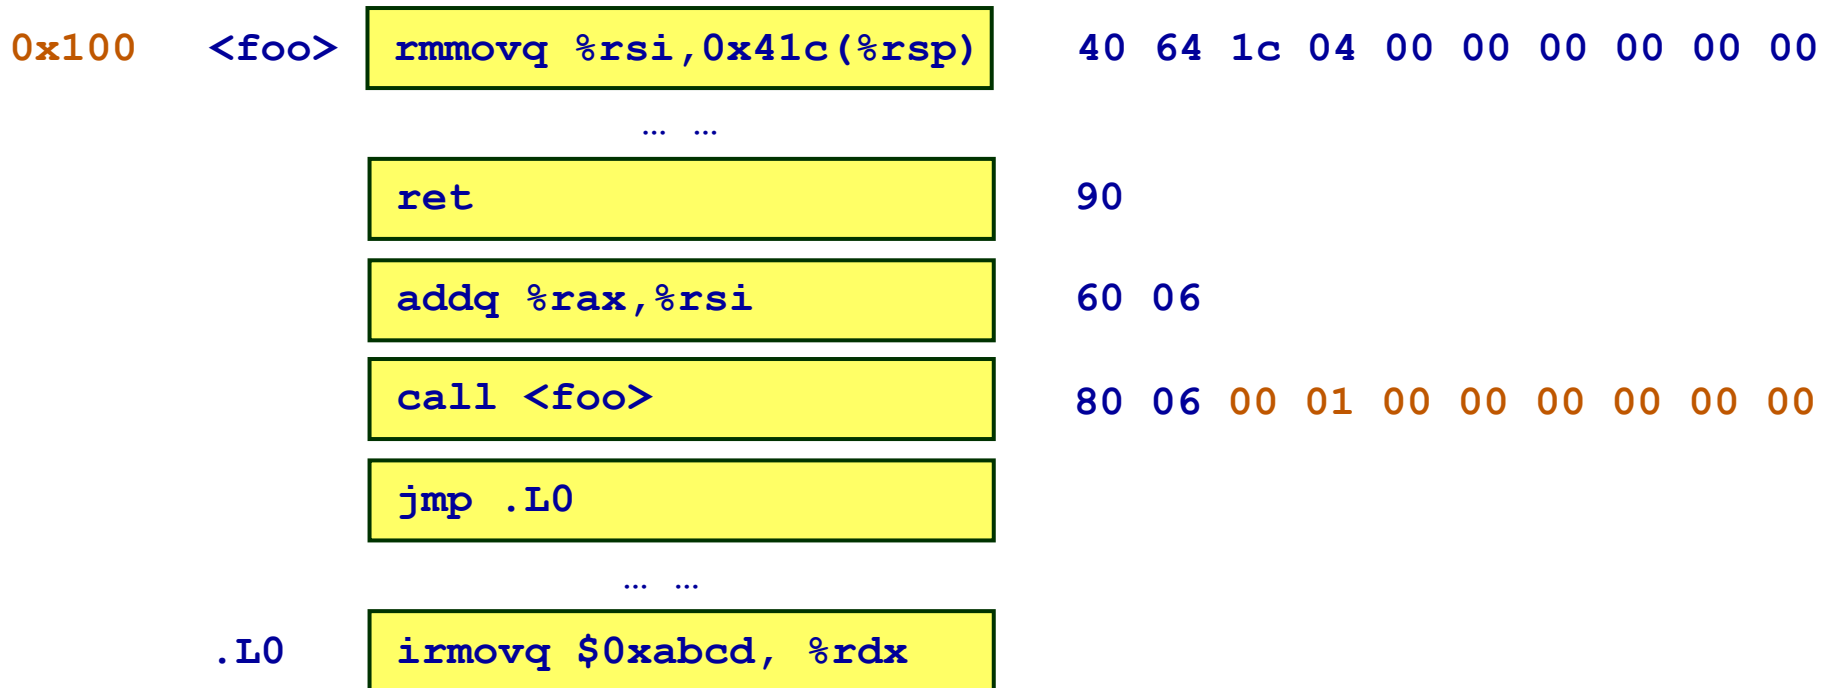 0x100 <foo> rmmovq %rsi,0x41c(%rsp) 40 64 1c 04 00 00 00 00 00 00
… …
ret 90
addq %rax,%rsi 60 06
call <foo> 80 06 00 01 00 00 00 00 00 00
jmp .L0
… …
.L0 irmovq $0xabcd, %rdx